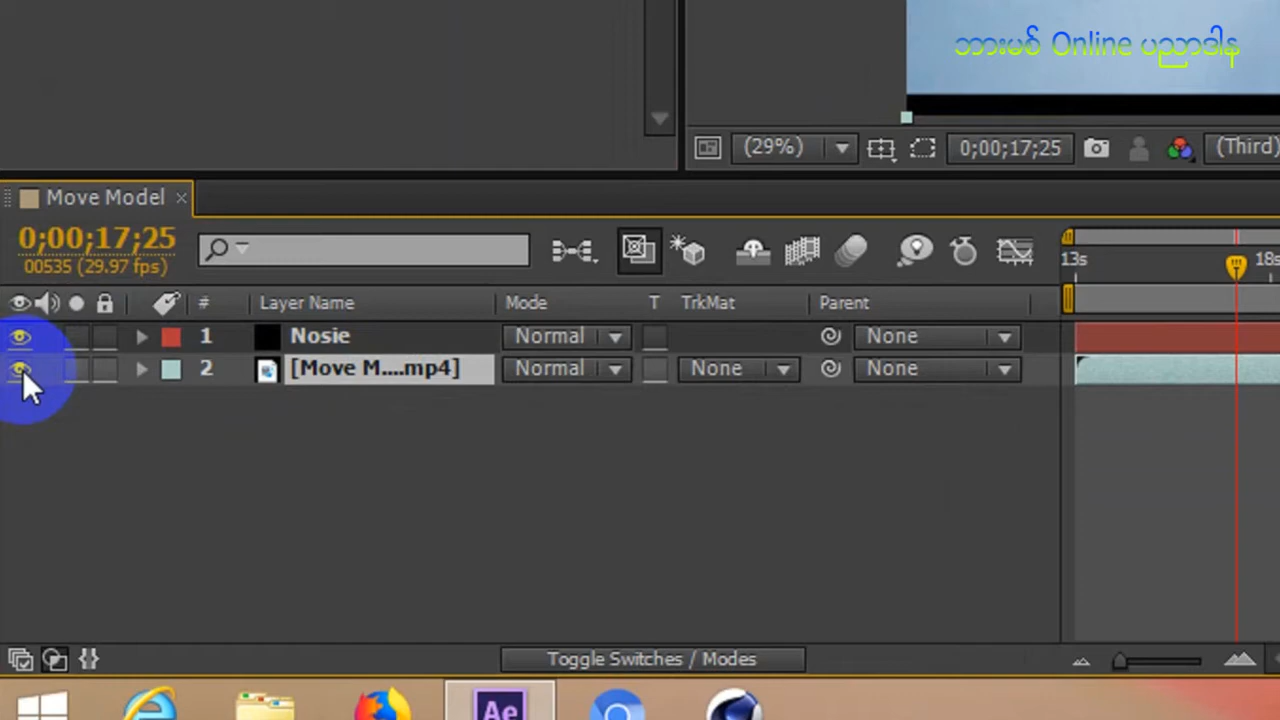 ဘားမစ် Online ပညာဒါန
(29%) 0;00;17;25 (Third)
Move Model ×
0;00;17;25
00535 (29.97 fps)
13s 18s
# Layer Name Mode T TrkMat Parent
1 Nosie Normal None
2 [Move M....mp4] Normal None None
Toggle Switches / Modes
Ae